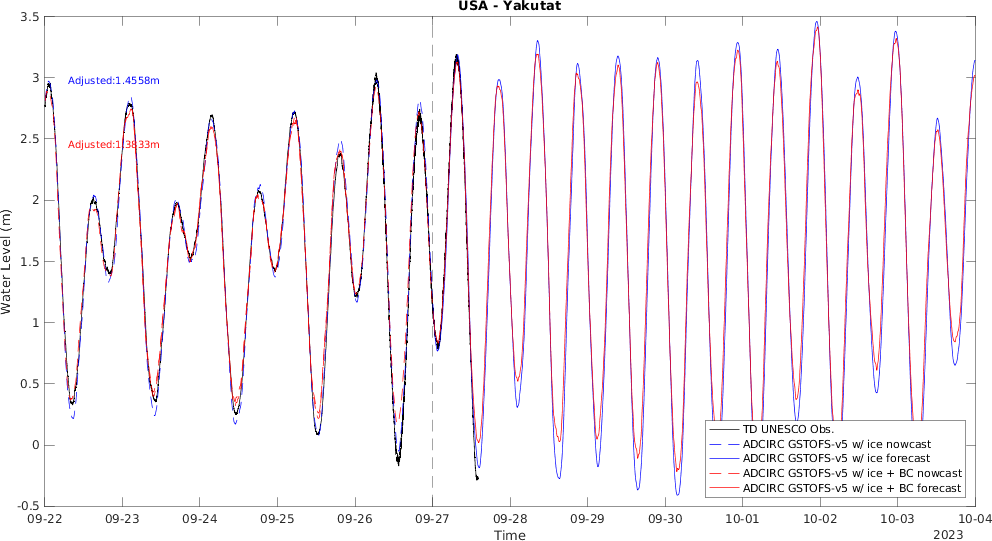 USA - Yakutat
3.5
3
2.5
2
1.5
1
0.5
0
-0.5
Water Level (m)
Adjusted:1.4558m
Adjusted:1.3833m
TD UNESCO Obs.
ADCIRC GSTOFS-v5 w/ ice nowcast
ADCIRC GSTOFS-v5 w/ ice forecast
ADCIRC GSTOFS-v5 w/ ice + BC nowcast
ADCIRC GSTOFS-v5 w/ ice + BC forecast
09-22 09-23 09-24 09-25 09-26 09-27 09-28 09-29 09-30 10-01 10-02 10-03 10-04
Time
2023